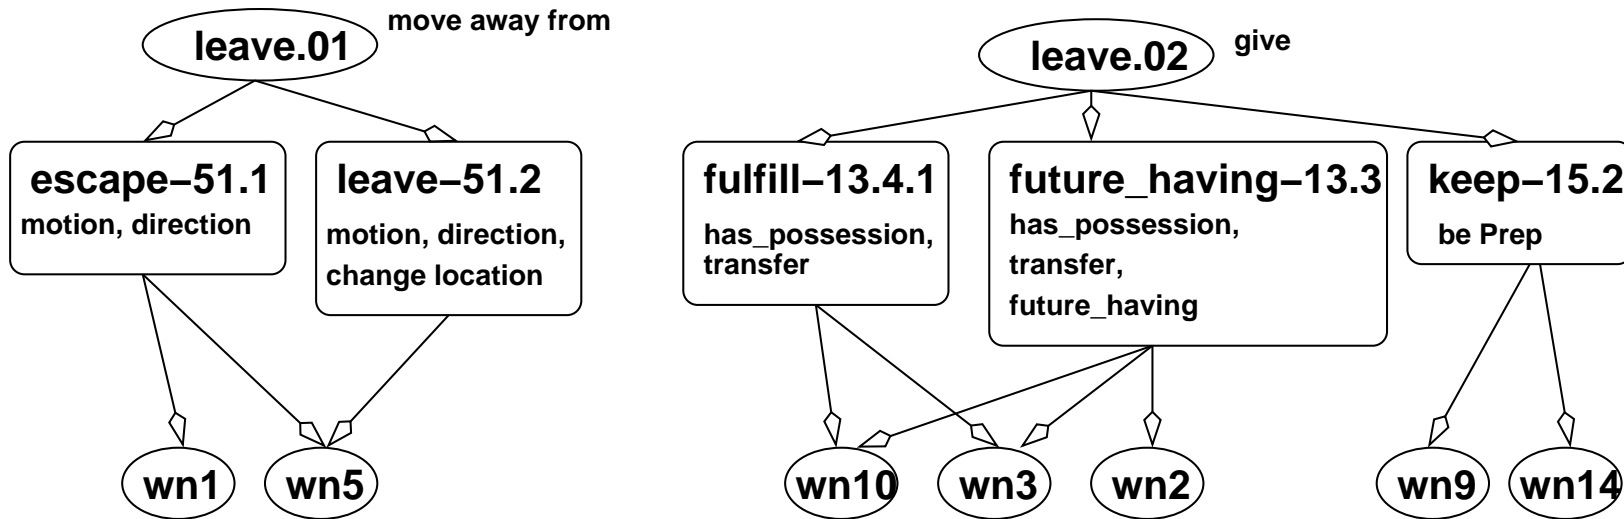 leave.01
move away from
leave.02
give
escape–51.1
motion, direction
leave–51.2
motion, direction,
change location
fulfill–13.4.1
has_possession,
transfer
future_having–13.3
has_possession,
transfer,
future_having
keep–15.2
be Prep
wn1
wn5
wn10
wn3
wn2
wn9
wn14